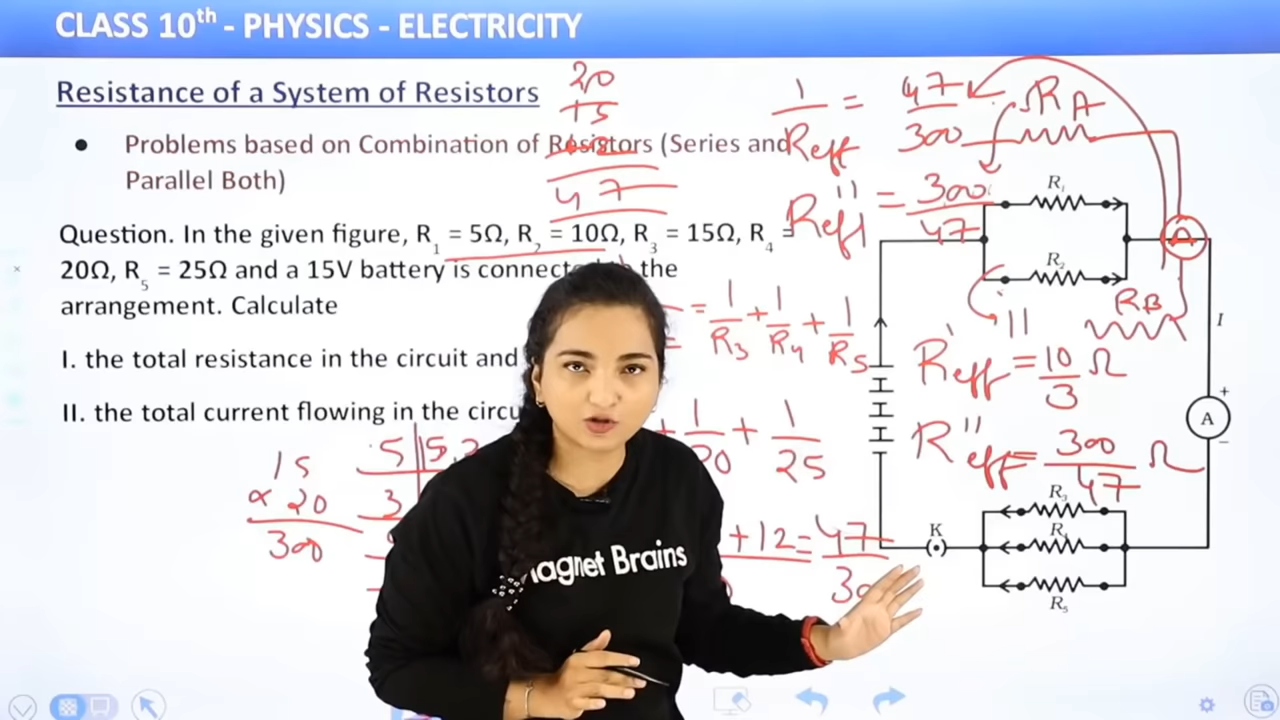 CLASS 10th - PHYSICS - ELECTRICITY
Resistance of a System of Resistors
● Problems based on Combination of Resistors (Series and
Parallel Both)
Question. In the given figure, R1 = 5Ω, R2 = 10Ω, R3 = 15Ω, R4 =
20Ω, R5 = 25Ω and a 15V battery is connected to the
arrangement. Calculate
I. the total resistance in the circuit and
II. the total current flowing in the circu
20
15
47
1/Reff = 47/300
Reff1'' = 300/47
RA
R1
R2
A
RB
I
= 1/R3 + 1/R4 + 1/R5
R'eff = 10/3 Ω
R''eff = 300/47 Ω
+ 1/20 + 1/25
+12 = 47/30
15
× 20
300
5
3
+
A
−
K
R3
R4
R5
Magnet Brains